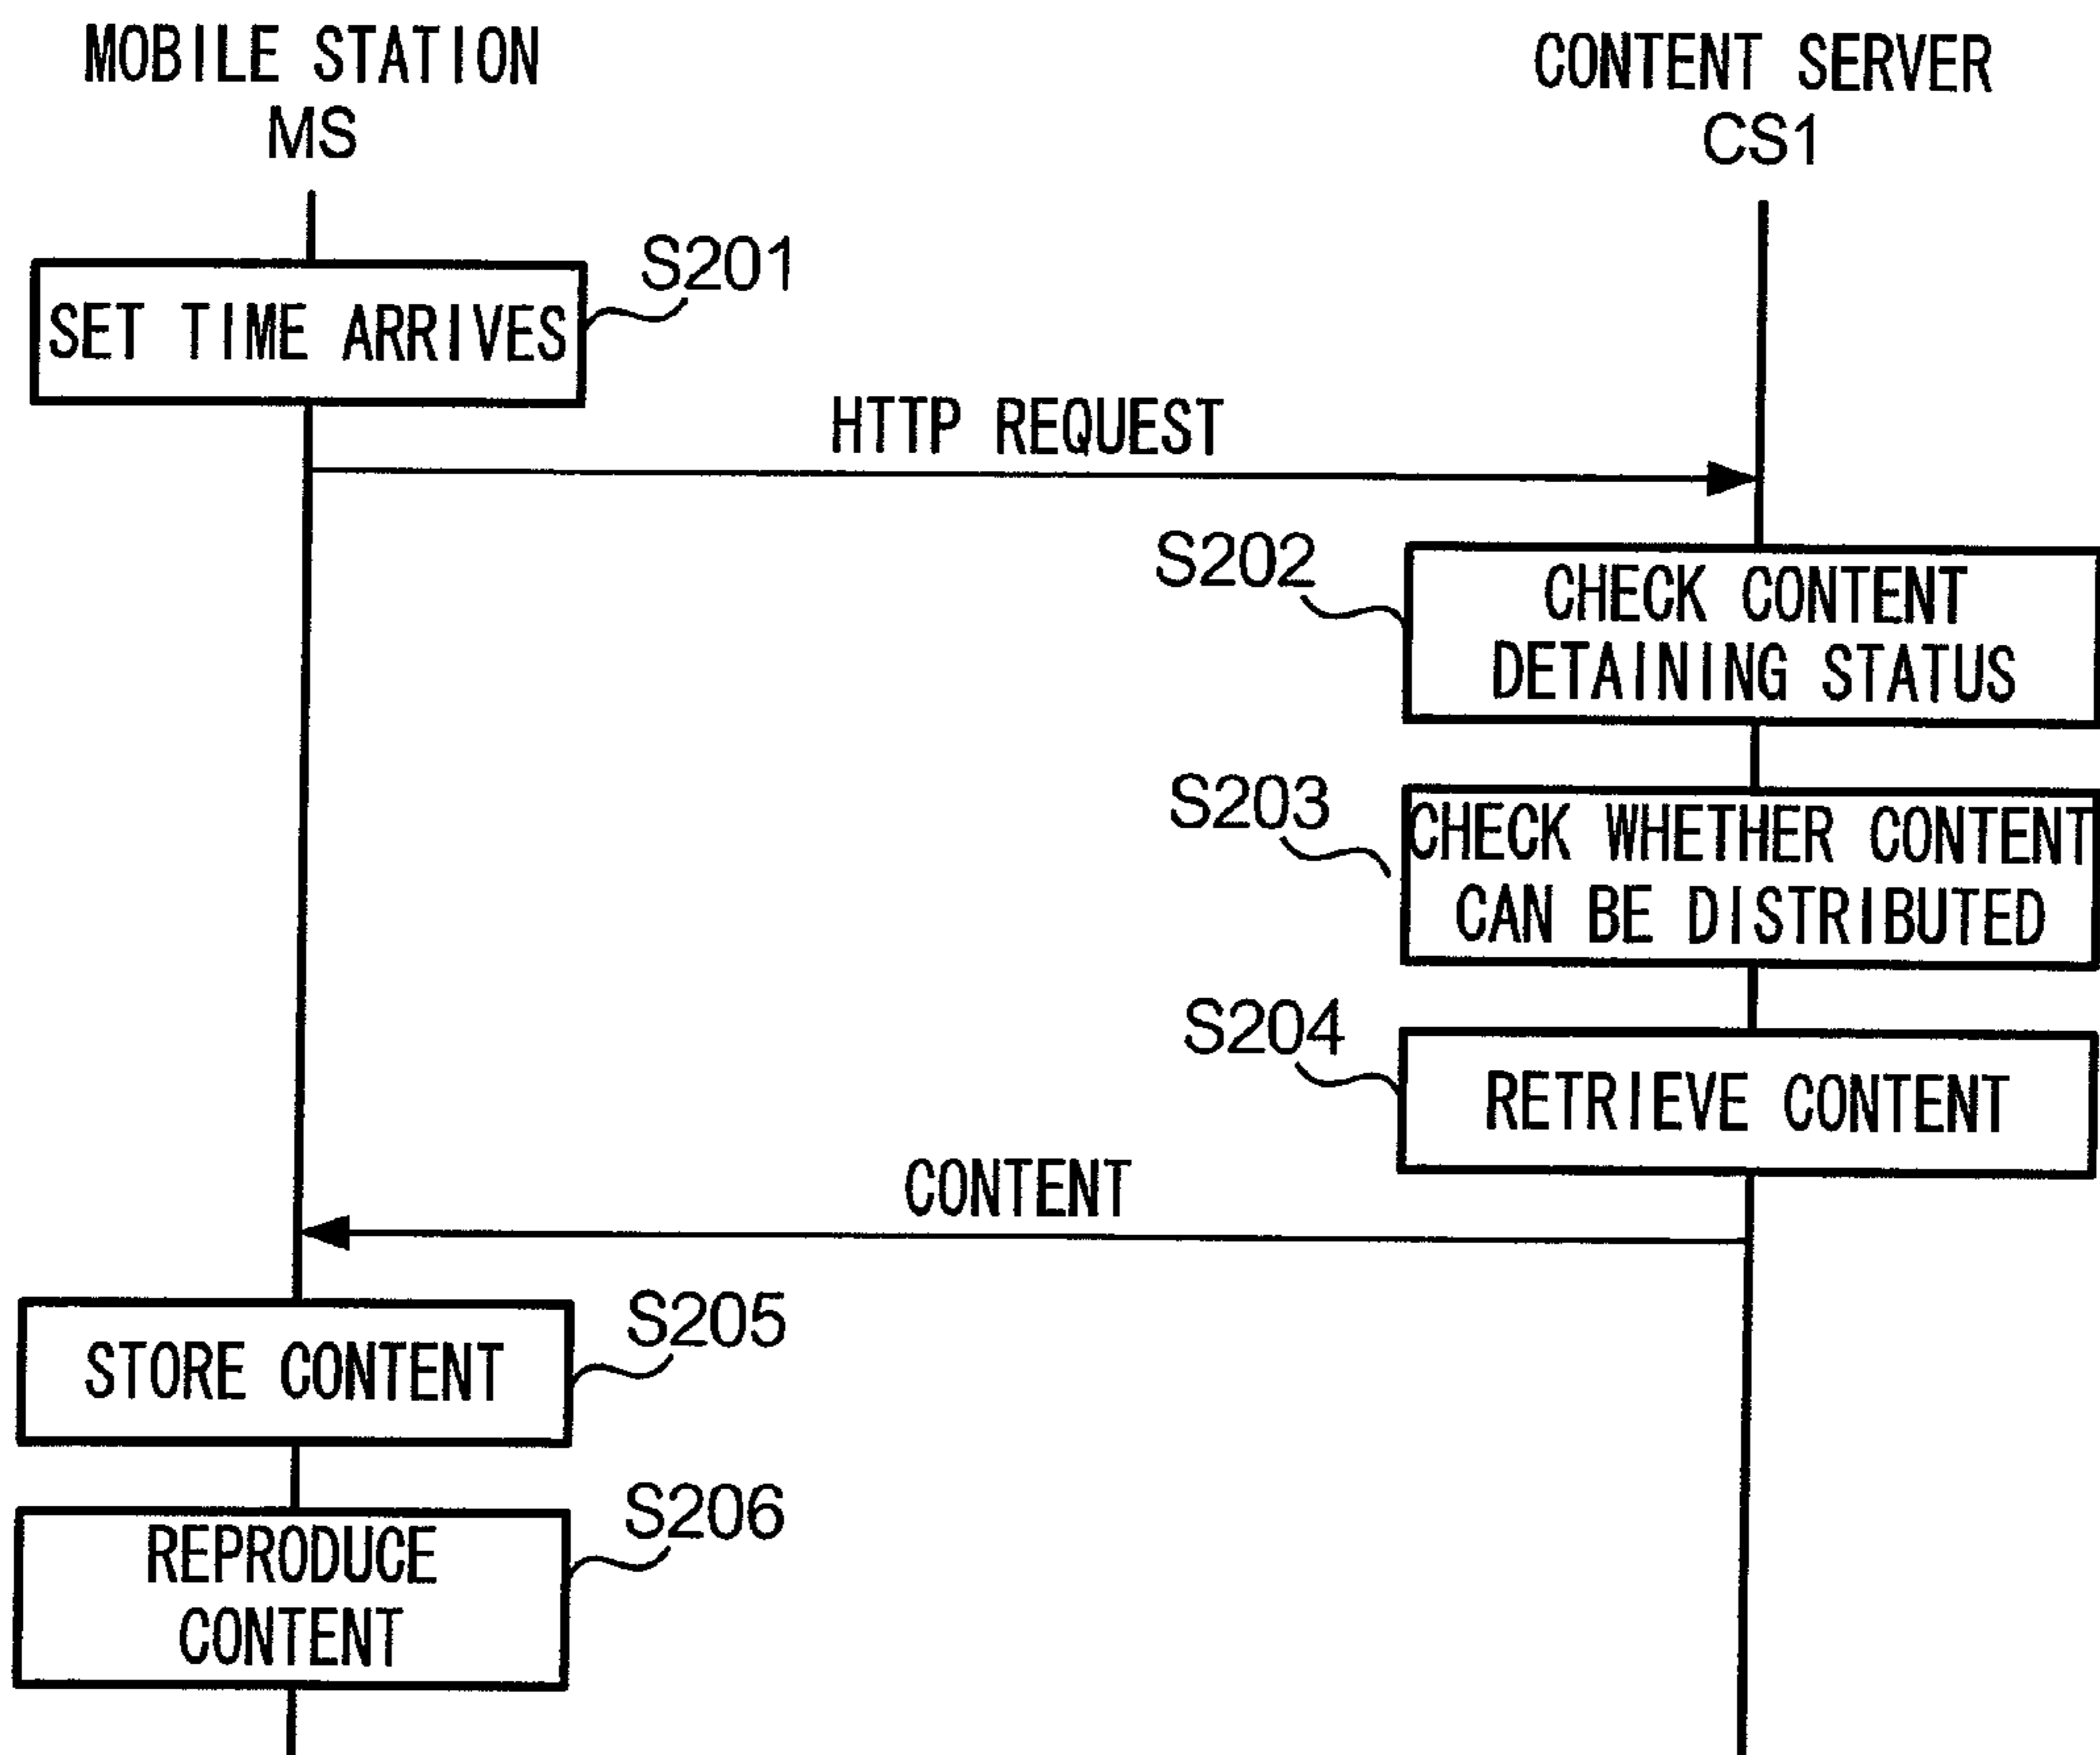 MOBILE STATION
MS
CONTENT SERVER
CS1
S201
SET TIME ARRIVES
HTTP REQUEST
S202
CHECK CONTENT
DETAINING STATUS
S203
CHECK WHETHER CONTENT
CAN BE DISTRIBUTED
S204
RETRIEVE CONTENT
CONTENT
S205
STORE CONTENT
S206
REPRODUCE
CONTENT